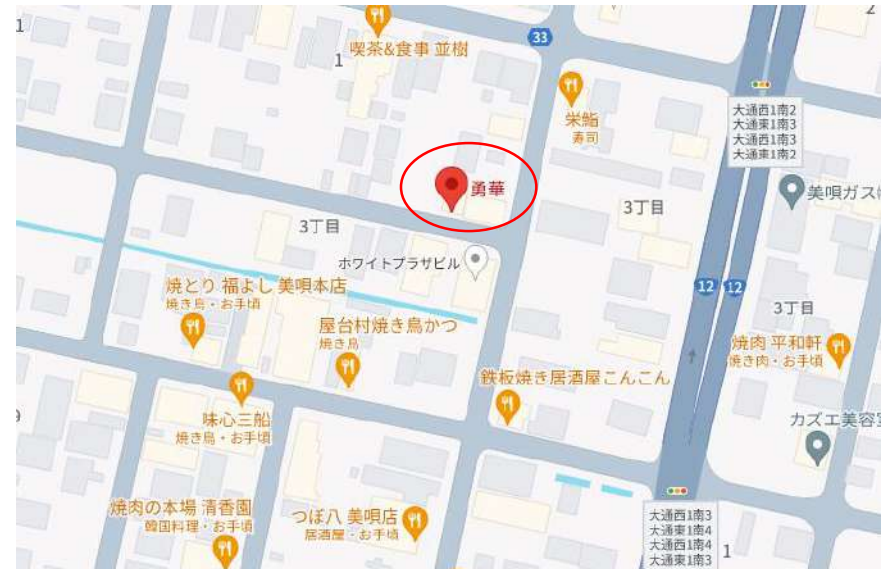 1
喫茶&食事 並樹
1
33
2
栄鮨
寿司
大通西1南2
大通東1南3
大通西1南3
大通東1南2
勇華
美唄ガス
3丁目
3丁目
ホワイトプラザビル
焼とり 福よし 美唄本店
焼き鳥・お手頃
12
12
3丁目
屋台村焼き鳥かつ
焼き鳥
焼肉 平和軒
焼き肉・お手頃
鉄板焼き居酒屋こんこん
味心三船
焼き鳥・お手頃
カズエ美容室
焼肉の本場 清香園
韓国料理・お手頃
つぼ八 美唄店
居酒屋・お手頃
大通西1南3
大通東1南4
大通西1南4
大通東1南3
1